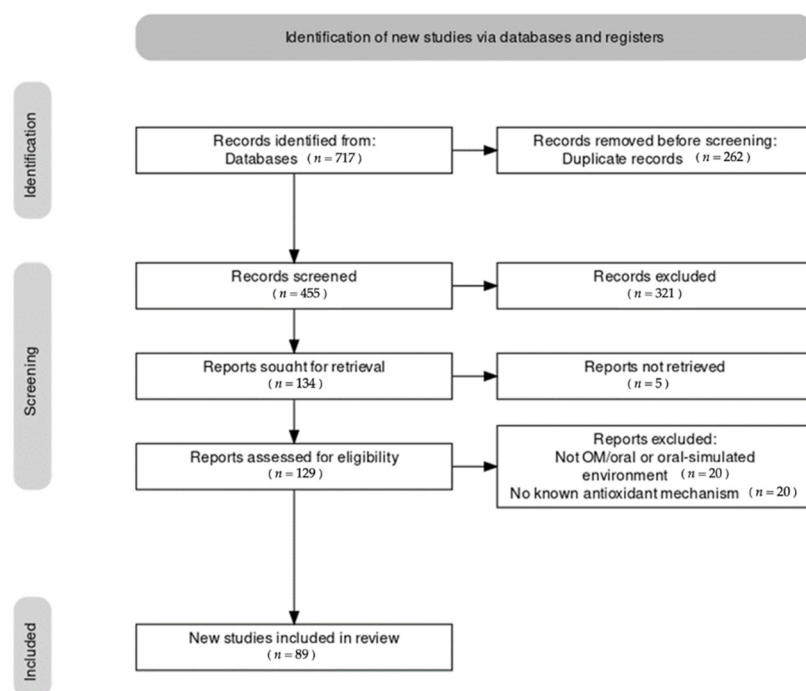 Identification of new studies via databases and registers
Identification
Records identified from:
Databases (n = 717)
Records removed before screening:
Duplicate records (n = 262)
Screening
Records screened
(n = 455)
Records excluded
(n = 321)
Reports sought for retrieval
(n = 134)
Reports not retrieved
(n = 5)
Reports assessed for eligibility
(n = 129)
Reports excluded:
Not OM/oral or oral-simulated
environment (n = 20)
No known antioxidant mechanism (n = 20)
Included
New studies included in review
(n = 89)